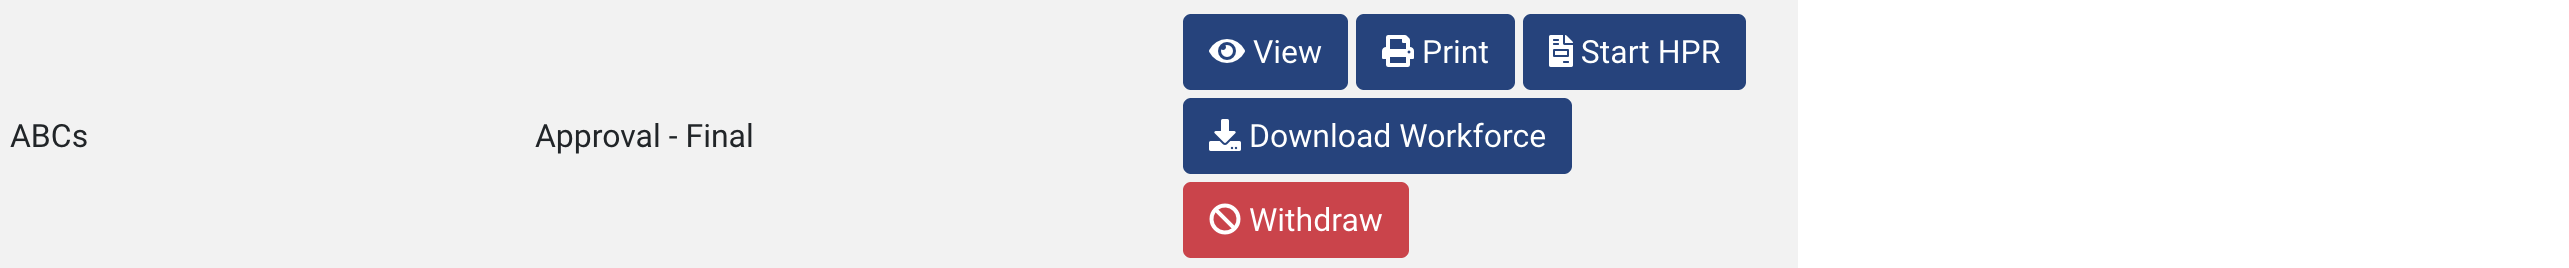 View Print Start HPR
ABCs Approval - Final Download Workforce
Withdraw